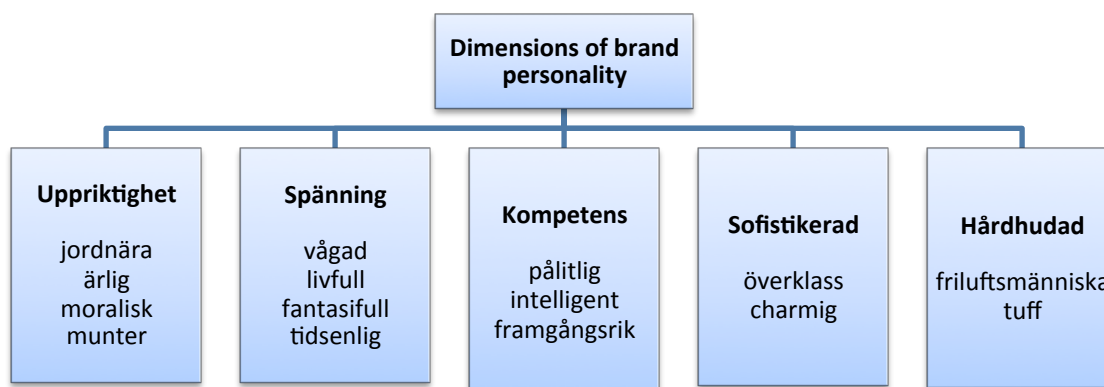 Dimensions of brand
personality
Uppriktighet
jordnära
ärlig
moralisk
munter
Spänning
vågad
livfull
fantasifull
tidsenlig
Kompetens
pålitlig
intelligent
framgångsrik
Sofistikerad
överklass
charmig
Hårdhudad
friluftsmänniska
tuff